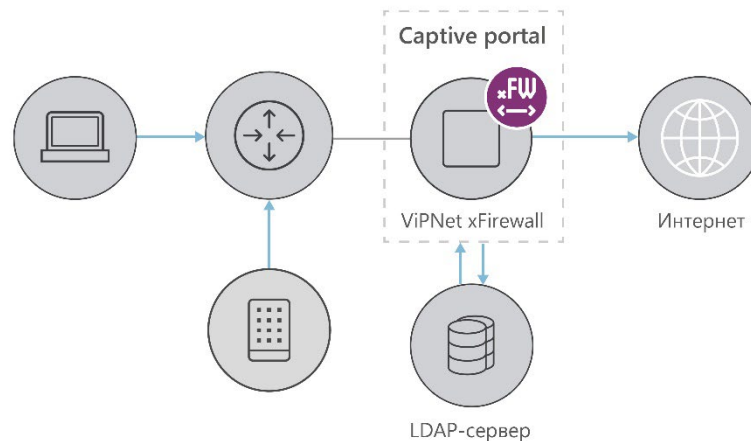 Captive portal
xFW
ViPNet xFirewall
Интернет
LDAP-сервер